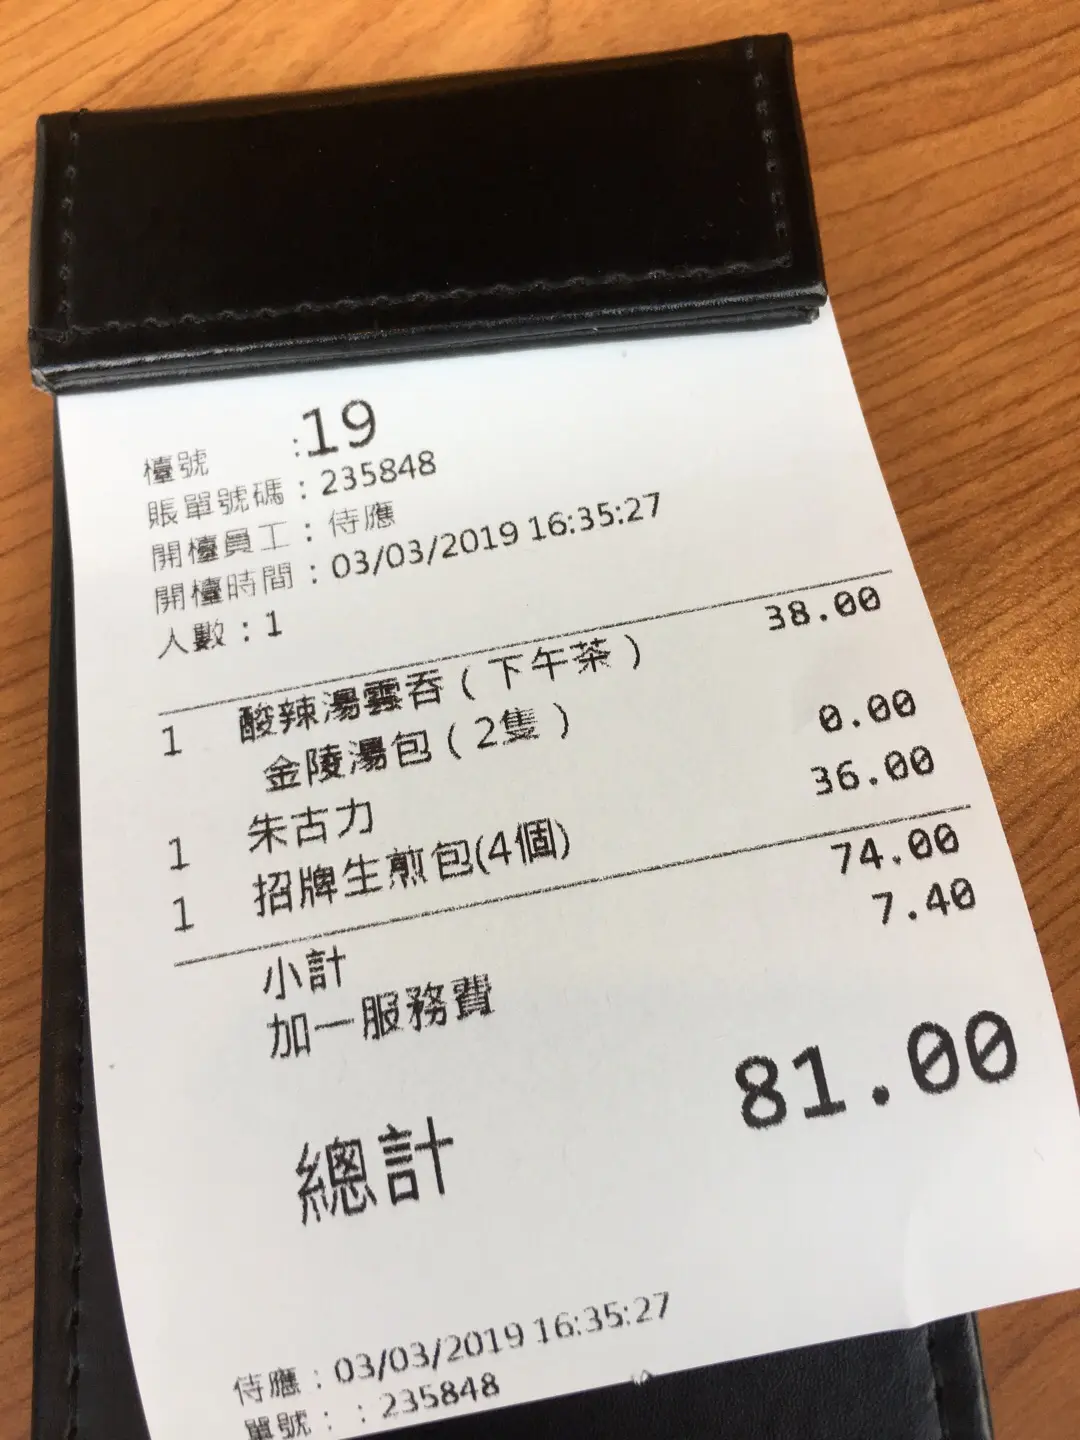 檯號 :19
賬單號碼：235848
開檯員工：侍應
開檯時間：03/03/2019 16:35:27
人數：1
1 酸辣湯雲吞（下午茶） 38.00
金陵湯包（2隻）
1 朱古力 0.00
1 招牌生煎包(4個) 36.00
小計 74.00
加一服務費 7.40
總計 81.00
侍應：03/03/2019 16:35:27
單號：：235848